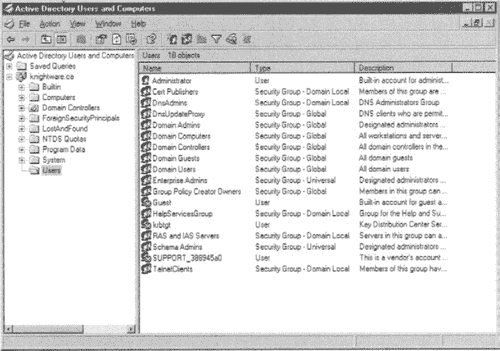 Active Directory Users and Computers
File Action View Window Help
Active Directory Users and Computers
Saved Queries
knightware.ca
Builtin
Computers
Domain Controllers
ForeignSecurityPrincipals
LostAndFound
NTDS Quotas
Program Data
System
Users
Users 18 objects
Name Type Description
Administrator User Built-in account for administ...
Cert Publishers Security Group - Domain Local Members of this group are ...
DnsAdmins Security Group - Domain Local DNS Administrators Group
DnsUpdateProxy Security Group - Global DNS clients who are permit...
Domain Admins Security Group - Global Designated administrators ...
Domain Computers Security Group - Global All workstations and server...
Domain Controllers Security Group - Global All domain controllers in the...
Domain Guests Security Group - Global All domain guests
Domain Users Security Group - Global All domain users
Enterprise Admins Security Group - Universal Designated administrators ...
Group Policy Creator Owners Security Group - Global Members in this group can ...
Guest User Built-in account for guest a...
HelpServicesGroup Security Group - Domain Local Group for the Help and Su...
krbtgt User Key Distribution Center Se...
RAS and IAS Servers Security Group - Domain Local Servers in this group can a...
Schema Admins Security Group - Universal Designated administrators ...
SUPPORT_388945a0 User This is a vendor's account ...
TelnetClients Security Group - Domain Local Members of this group hav...